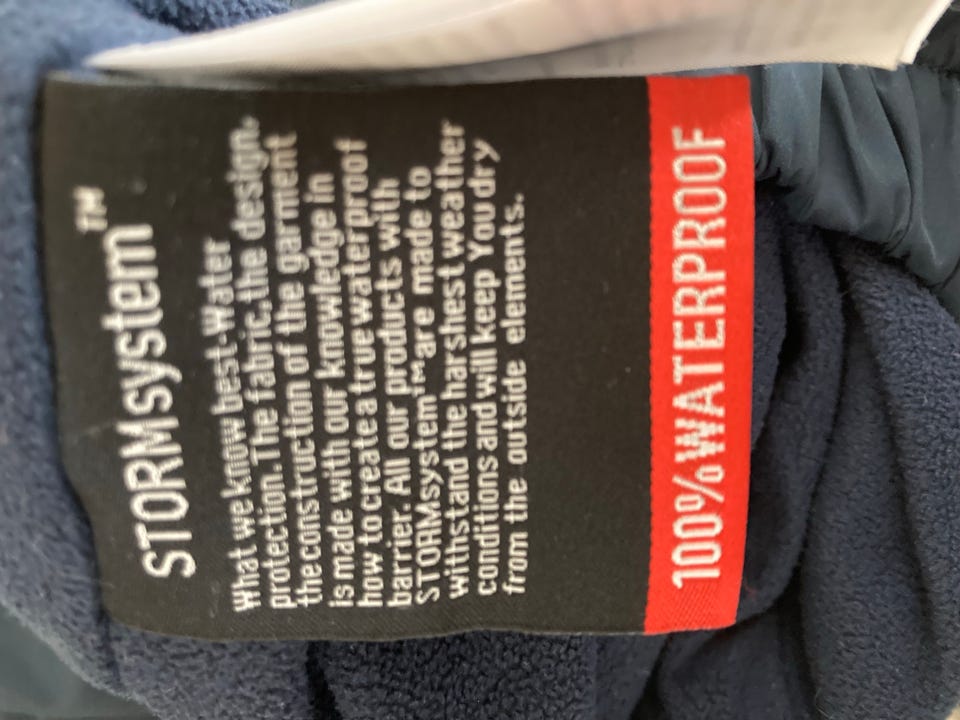 STORMsystem™
What we know best-Water
protection. The fabric, the design,
the construction of the garment
is made with our knowledge in
how to create a true waterproof
barrier. All our products with
STORMsystem™ are made to
withstand the harshest weather
conditions and will keep You dry
from the outside elements.
100% WATERPROOF